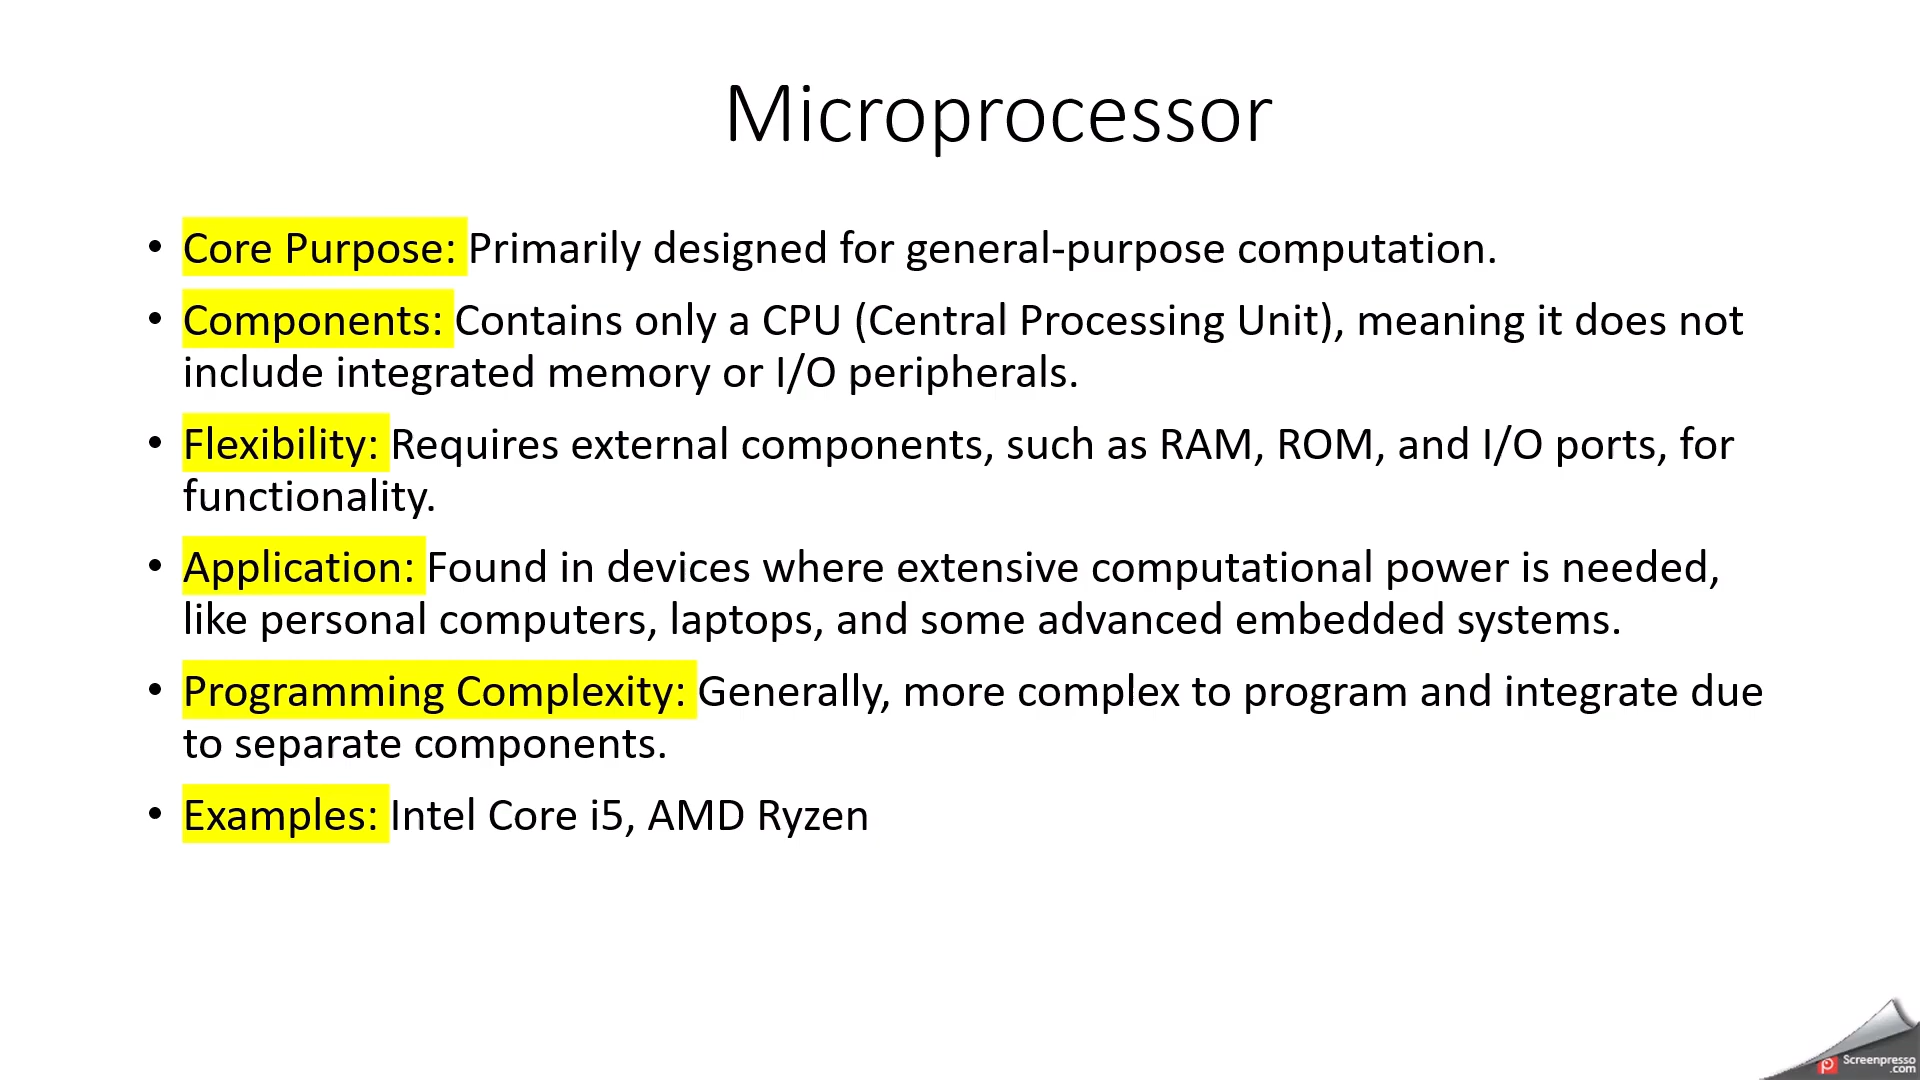 Microprocessor
• Core Purpose: Primarily designed for general-purpose computation.
• Components: Contains only a CPU (Central Processing Unit), meaning it does not
include integrated memory or I/O peripherals.
• Flexibility: Requires external components, such as RAM, ROM, and I/O ports, for
functionality.
• Application: Found in devices where extensive computational power is needed,
like personal computers, laptops, and some advanced embedded systems.
• Programming Complexity: Generally, more complex to program and integrate due
to separate components.
• Examples: Intel Core i5, AMD Ryzen
Screenpresso
.com